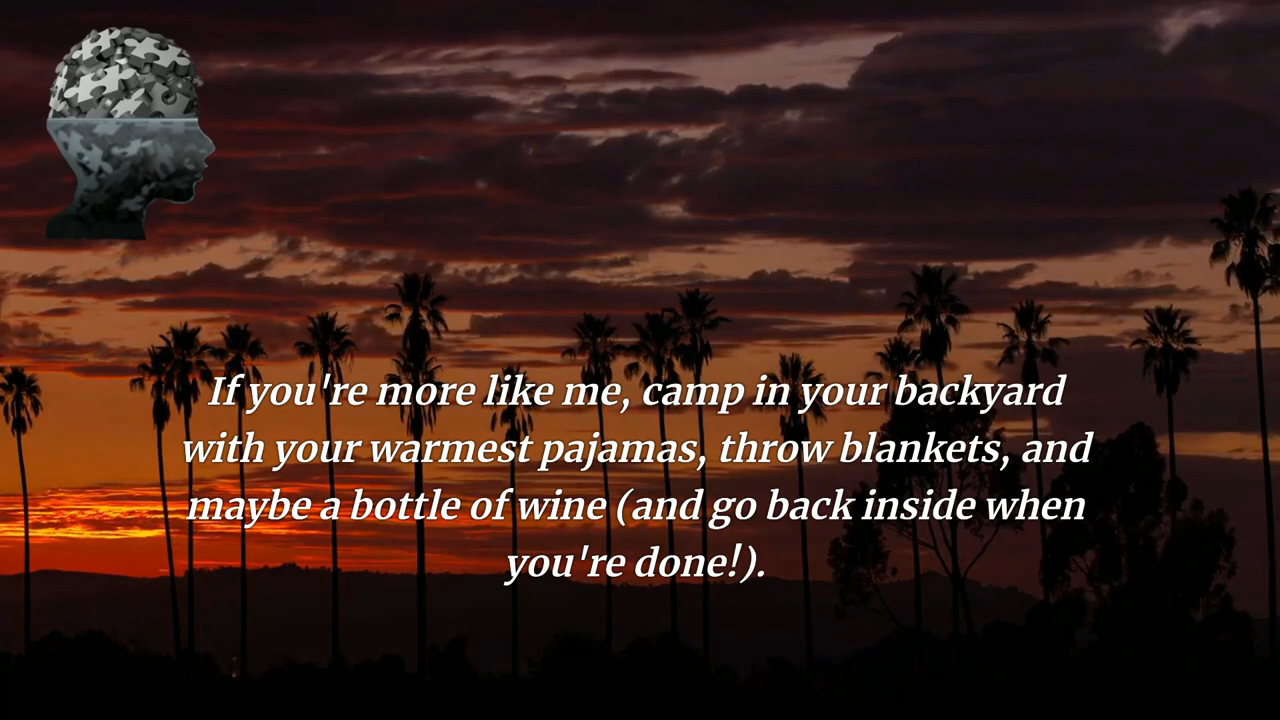 If you're more like me, camp in your backyard
with your warmest pajamas, throw blankets, and
maybe a bottle of wine (and go back inside when
you're done!).